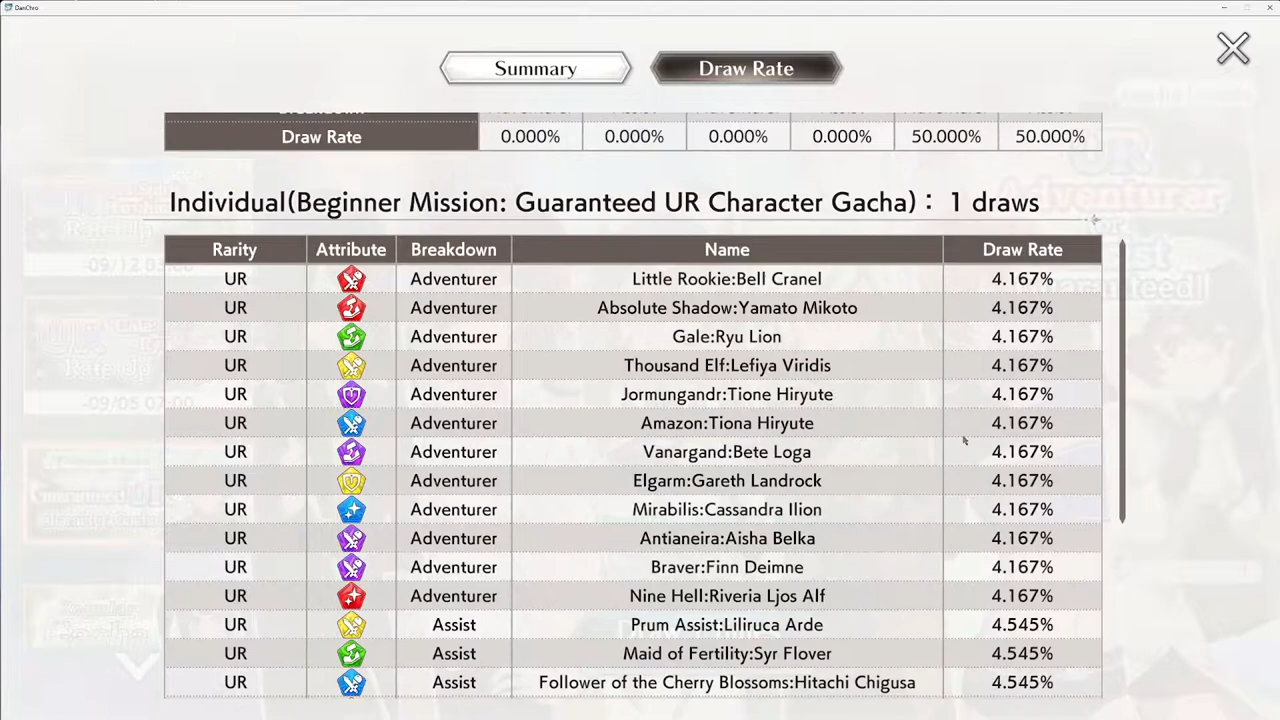 DanChro
Summary
Draw Rate
Draw Rate 0.000% 0.000% 0.000% 0.000% 50.000% 50.000%
Individual(Beginner Mission: Guaranteed UR Character Gacha) : 1 draws
Rarity Attribute Breakdown Name Draw Rate
UR Adventurer Little Rookie:Bell Cranel 4.167%
UR Adventurer Absolute Shadow:Yamato Mikoto 4.167%
UR Adventurer Gale:Ryu Lion 4.167%
UR Adventurer Thousand Elf:Lefiya Viridis 4.167%
UR Adventurer Jormungandr:Tione Hiryute 4.167%
UR Adventurer Amazon:Tiona Hiryute 4.167%
UR Adventurer Vanargand:Bete Loga 4.167%
UR Adventurer Elgarm:Gareth Landrock 4.167%
UR Adventurer Mirabilis:Cassandra Ilion 4.167%
UR Adventurer Antianeira:Aisha Belka 4.167%
UR Adventurer Braver:Finn Deimne 4.167%
UR Adventurer Nine Hell:Riveria Ljos Alf 4.167%
UR Assist Prum Assist:Liliruca Arde 4.545%
UR Assist Maid of Fertility:Syr Flover 4.545%
UR Assist Follower of the Cherry Blossoms:Hitachi Chigusa 4.545%